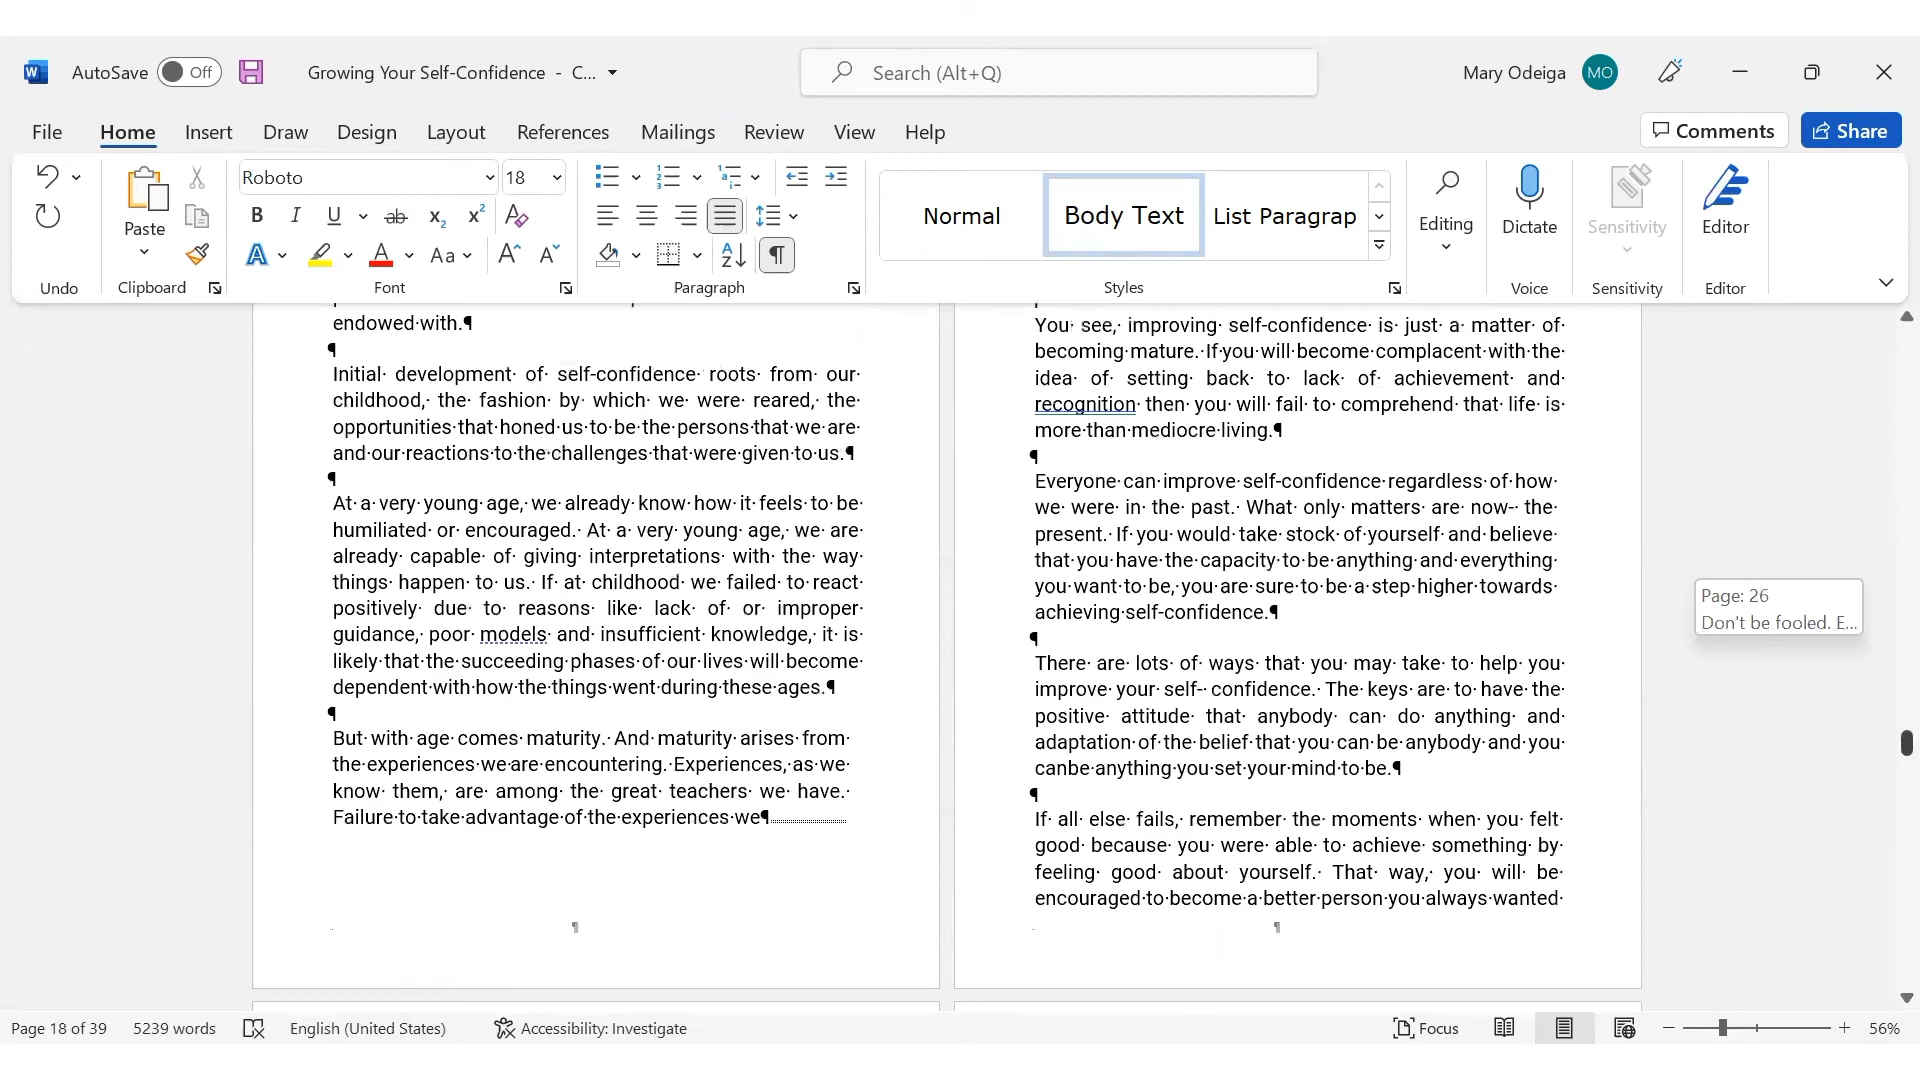 AutoSave Off Growing Your Self-Confidence - C... Search (Alt+Q) Mary Odeiga MO
File Home Insert Draw Design Layout References Mailings Review View Help Comments Share
Roboto 18
Paste
Normal Body Text List Paragrap
Editing Dictate Sensitivity Editor
Undo Clipboard Font Paragraph Styles Voice Sensitivity Editor
endowed with.¶
¶
Initial development of self-confidence roots from our
childhood, the fashion by which we were reared, the
opportunities that honed us to be the persons that we are
and our reactions to the challenges that were given to us.¶
¶
At a very young age, we already know how it feels to be
humiliated or encouraged. At a very young age, we are
already capable of giving interpretations with the way
things happen to us. If at childhood we failed to react
positively due to reasons like lack of or improper
guidance, poor models and insufficient knowledge, it is
likely that the succeeding phases of our lives will become
dependent with how the things went during these ages.¶
¶
But with age comes maturity. And maturity arises from
the experiences we are encountering. Experiences, as we
know them, are among the great teachers we have.
Failure to take advantage of the experiences we¶
¶
You see, improving self-confidence is just a matter of
becoming mature. If you will become complacent with the
idea of setting back to lack of achievement and
recognition then you will fail to comprehend that life is
more than mediocre living.¶
¶
Everyone can improve self-confidence regardless of how
we were in the past. What only matters are now- the
present. If you would take stock of yourself and believe
that you have the capacity to be anything and everything
you want to be, you are sure to be a step higher towards
achieving self-confidence.¶
¶
There are lots of ways that you may take to help you
improve your self- confidence. The keys are to have the
positive attitude that anybody can do anything and
adaptation of the belief that you can be anybody and you
canbe anything you set your mind to be.¶
¶
If all else fails, remember the moments when you felt
good because you were able to achieve something by
feeling good about yourself. That way, you will be
encouraged to become a better person you always wanted
¶
Page: 26
Don't be fooled. E...
Page 18 of 39 5239 words English (United States) Accessibility: Investigate Focus 56%